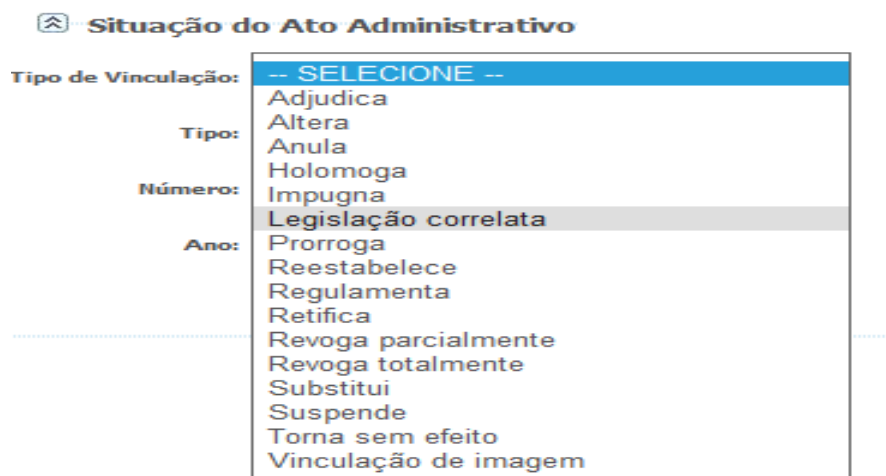 Situação do Ato Administrativo
Tipo de Vinculação:
-- SELECIONE --
Adjudica
Altera
Tipo:
Anula
Holomoga
Número:
Impugna
Legislação correlata
Ano:
Prorroga
Reestabelece
Regulamenta
Retifica
Revoga parcialmente
Revoga totalmente
Substitui
Suspende
Torna sem efeito
Vinculação de imagem